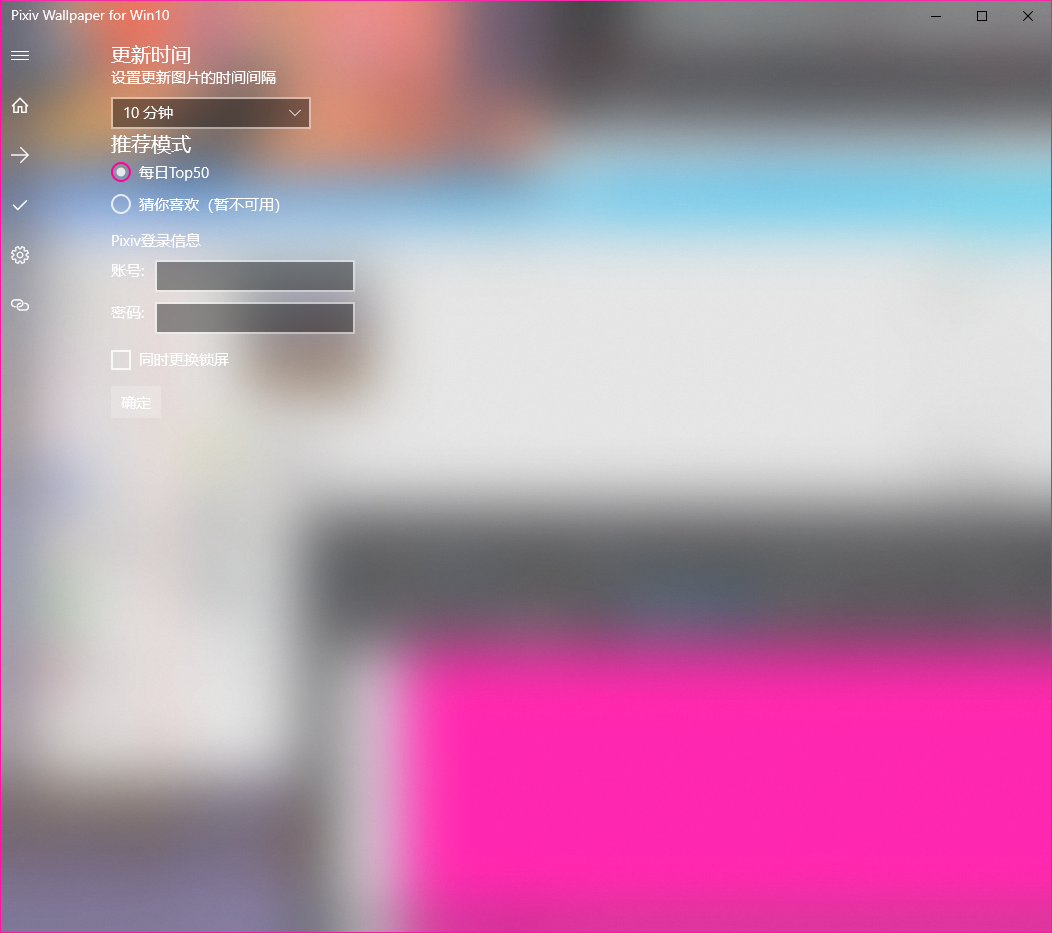 Pixiv Wallpaper for Win10
更新时间
设置更新图片的时间间隔
10 分钟
推荐模式
每日Top50
猜你喜欢（暂不可用）
Pixiv登录信息
账号:
密码:
同时更换锁屏
确定